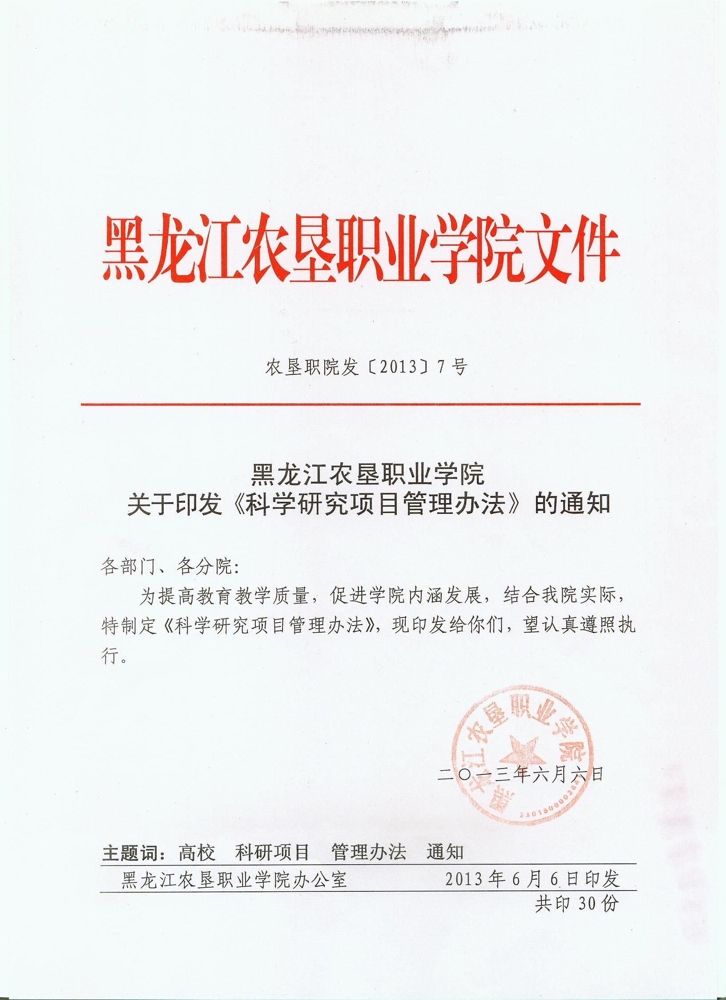 黑龙江农垦职业学院文件
农垦职院发〔2013〕7号
黑龙江农垦职业学院
关于印发《科学研究项目管理办法》的通知
各部门、各分院：
为提高教育教学质量，促进学院内涵发展，结合我院实际，
特制定《科学研究项目管理办法》，现印发给你们，望认真遵照执
行。
黑龙江农垦职业学院
二〇一三年六月六日
主题词：高校 科研项目 管理办法 通知
黑龙江农垦职业学院办公室 2013年6月6日印发
共印30份